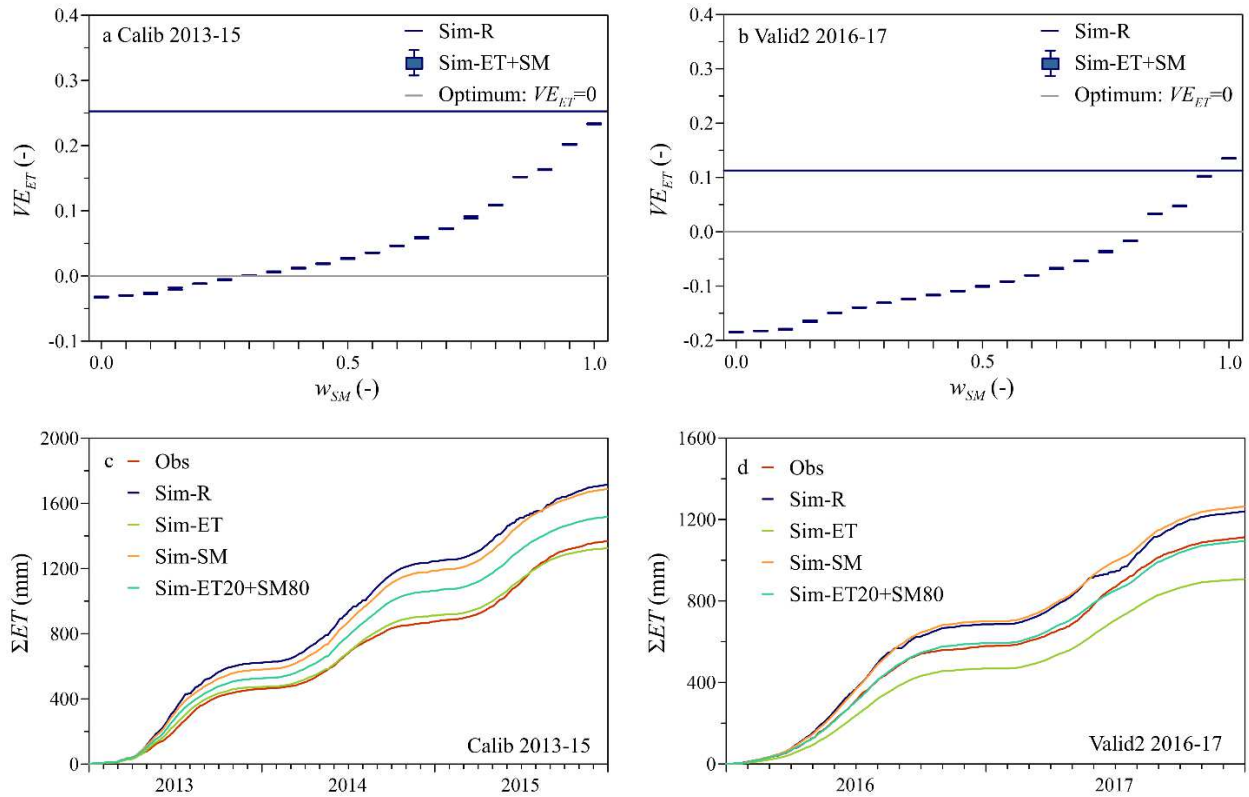 a Calib 2013-15
Sim-R
Sim-ET+SM
Optimum: VE_ET=0
0.4
0.3
0.2
0.1
0.0
-0.1
VE_ET (-)
0.0
0.5
1.0
w_SM (-)
b Valid2 2016-17
Sim-R
Sim-ET+SM
Optimum: VE_ET=0
0.4
0.3
0.2
0.1
0.0
-0.1
-0.2
VE_ET (-)
0.0
0.5
1.0
w_SM (-)
c
Obs
Sim-R
Sim-ET
Sim-SM
Sim-ET20+SM80
2000
1600
1200
800
400
0
ΣET (mm)
Calib 2013-15
2013
2014
2015
d
Obs
Sim-R
Sim-ET
Sim-SM
Sim-ET20+SM80
1600
1200
800
400
0
ΣET (mm)
Valid2 2016-17
2016
2017